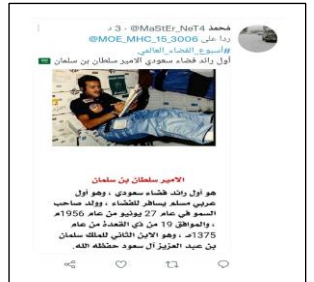 محمد @MaStEr_NeT4 · 3 د
ردا على @MOE_MHC_15_3006
#أسبوع_الفضاء_العالمي
أول رائد فضاء سعودي الامير سلطان بن سلمان 🇸🇦
الامير سلطان بن سلمان
هو أول رائد فضاء سعودي ، وهو أول
عربي مسلم يسافر للفضاء ، وولد صاحب
السمو في عام 27 يونيو من عام 1956م
، والموافق 19 من ذي القعدة من عام
1375هـ ، وهو الابن الثاني للملك سلمان
بن عبد العزيز آل سعود حفظه الله.